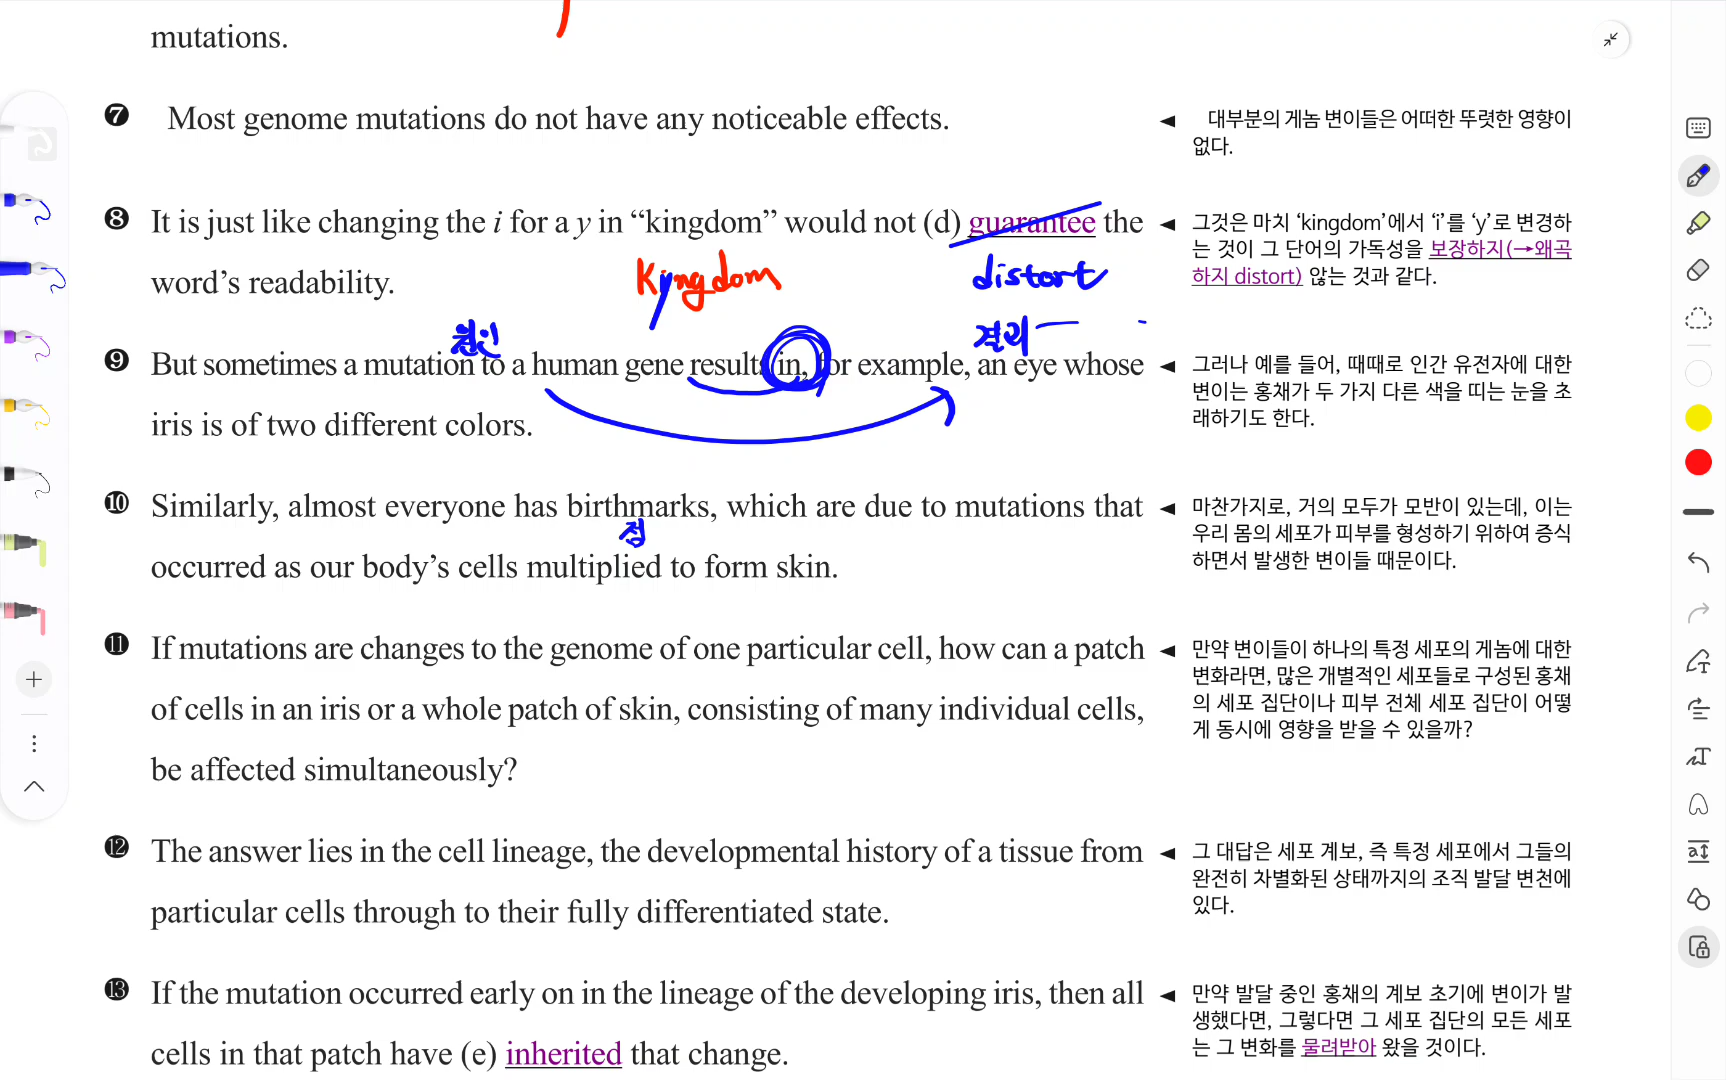 mutations.
❼ Most genome mutations do not have any noticeable effects.
◄ 대부분의 게놈 변이들은 어떠한 뚜렷한 영향이
없다.
❽ It is just like changing the i for a y in “kingdom” would not (d) guarantee the
word’s readability.
kingdom
distort
◄ 그것은 마치 ‘kingdom’에서 ‘i’를 ‘y’로 변경하
는 것이 그 단어의 가독성을 보장하지(→왜곡
하지 distort) 않는 것과 같다.
원인
결과
❾ But sometimes a mutation to a human gene results in, for example, an eye whose
iris is of two different colors.
◄ 그러나 예를 들어, 때때로 인간 유전자에 대한
변이는 홍채가 두 가지 다른 색을 띠는 눈을 초
래하기도 한다.
❿ Similarly, almost everyone has birthmarks, which are due to mutations that
점
occurred as our body’s cells multiplied to form skin.
◄ 마찬가지로, 거의 모두가 모반이 있는데, 이는
우리 몸의 세포가 피부를 형성하기 위하여 증식
하면서 발생한 변이들 때문이다.
⓫ If mutations are changes to the genome of one particular cell, how can a patch
of cells in an iris or a whole patch of skin, consisting of many individual cells,
be affected simultaneously?
◄ 만약 변이들이 하나의 특정 세포의 게놈에 대한
변화라면, 많은 개별적인 세포들로 구성된 홍채
의 세포 집단이나 피부 전체 세포 집단이 어떻
게 동시에 영향을 받을 수 있을까?
⓬ The answer lies in the cell lineage, the developmental history of a tissue from
particular cells through to their fully differentiated state.
◄ 그 대답은 세포 계보, 즉 특정 세포에서 그들의
완전히 차별화된 상태까지의 조직 발달 변천에
있다.
⓭ If the mutation occurred early on in the lineage of the developing iris, then all
cells in that patch have (e) inherited that change.
◄ 만약 발달 중인 홍채의 계보 초기에 변이가 발
생했다면, 그렇다면 그 세포 집단의 모든 세포
는 그 변화를 물려받아 왔을 것이다.